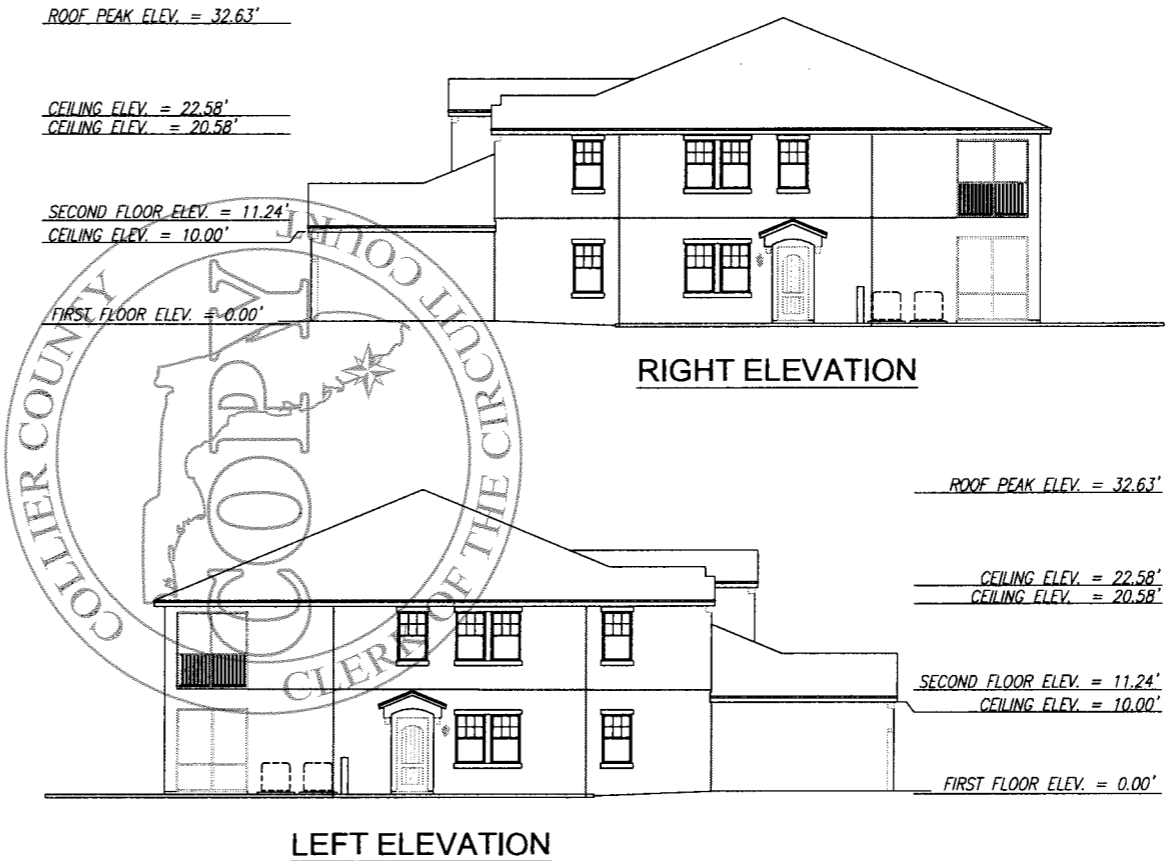 ROOF PEAK ELEV. = 32.63'
CEILING ELEV. = 22.58'
CEILING ELEV. = 20.58'
SECOND FLOOR ELEV. = 11.24'
CEILING ELEV. = 10.00'
FIRST FLOOR ELEV. = 0.00'
RIGHT ELEVATION
COLLIER COUNTY
CLERK OF THE CIRCUIT COURT
COPY
ROOF PEAK ELEV. = 32.63'
CEILING ELEV. = 22.58'
CEILING ELEV. = 20.58'
SECOND FLOOR ELEV. = 11.24'
CEILING ELEV. = 10.00'
FIRST FLOOR ELEV. = 0.00'
LEFT ELEVATION